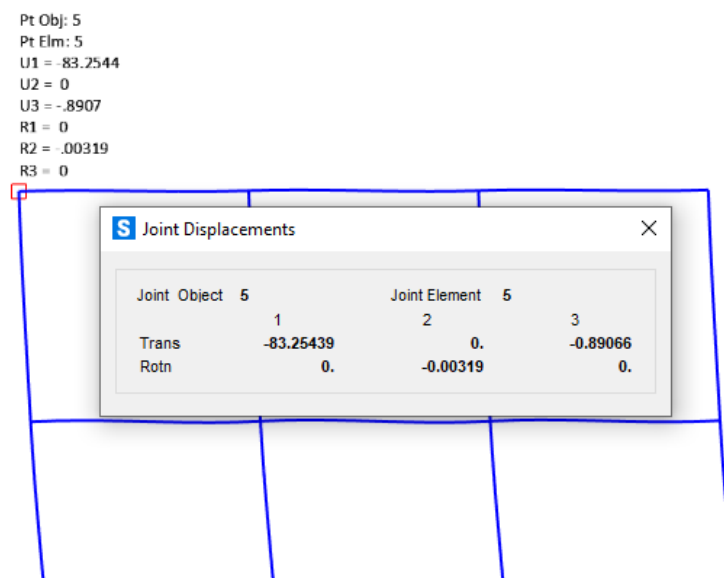 Pt Obj: 5
Pt Elm: 5
U1 = -83.2544
U2 = 0
U3 = -.8907
R1 = 0
R2 = -.00319
R3 = 0
S Joint Displacements
Joint Object 5 Joint Element 5
1 2 3
Trans -83.25439 0. -0.89066
Rotn 0. -0.00319 0.